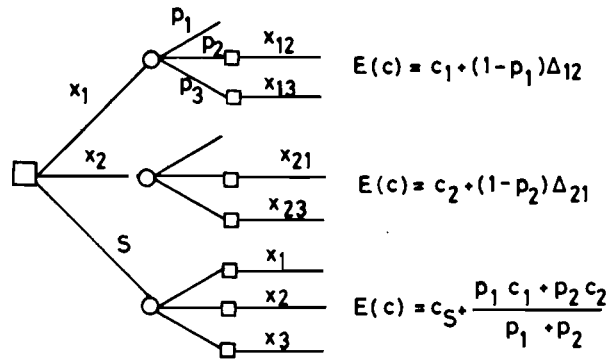 p₁
p₂ x₁₂
E(c) = c₁ + (1-p₁)Δ₁₂
p₃ x₁₃
x₁
x₂ x₂₁
E(c) = c₂ + (1-p₂)Δ₂₁
x₂₃
S
x₁
x₂
E(c) = c_S + (p₁ c₁ + p₂ c₂)/(p₁ + p₂)
x₃